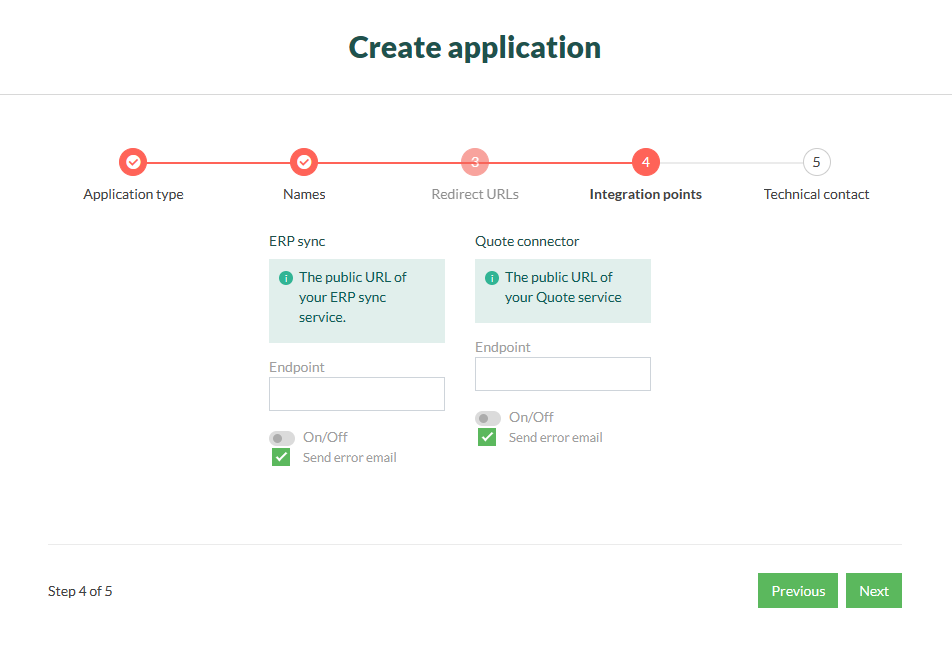 Create application
3
4
5
Application type
Names
Redirect URLs
Integration points
Technical contact
ERP sync
The public URL of
your ERP sync
service.
Endpoint
On/Off
Send error email
Quote connector
The public URL of
your Quote service
Endpoint
On/Off
Send error email
Step 4 of 5
Previous
Next